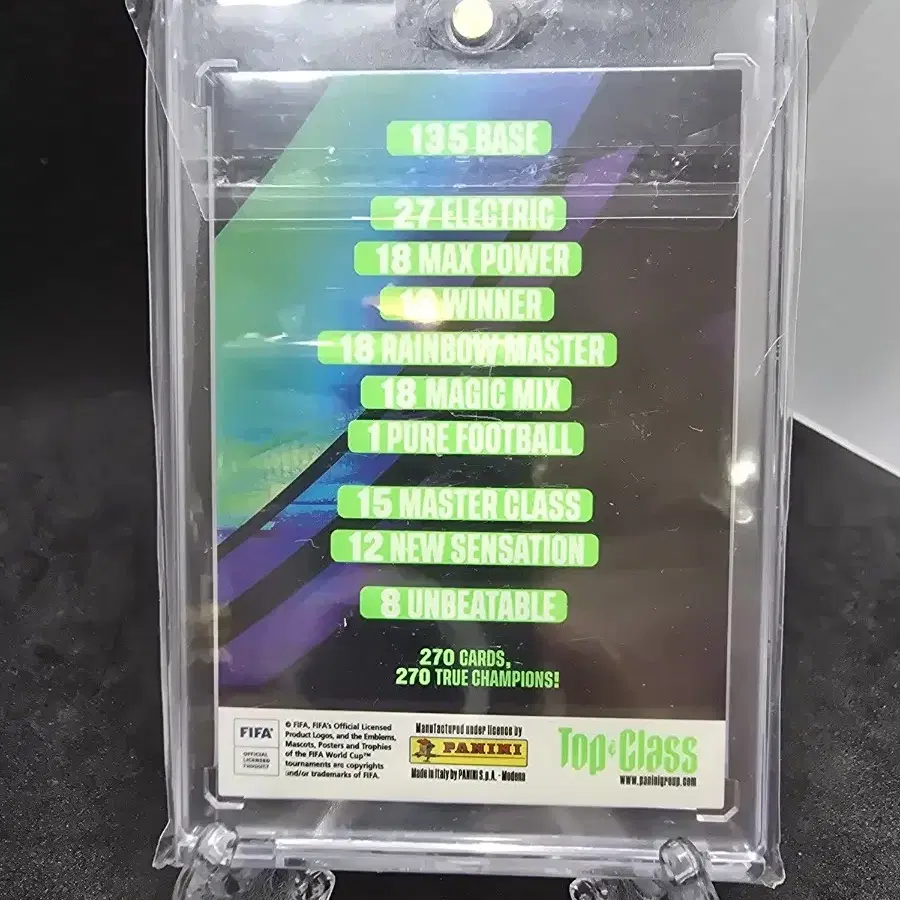 135 BASE
27 ELECTRIC
18 MAX POWER
WINNER
18 RAINBOW MASTER
18 MAGIC MIX
1 PURE FOOTBALL
15 MASTER CLASS
12 NEW SENSATION
8 UNBEATABLE
270 CARDS,
270 TRUE CHAMPIONS!
FIFA®
OFFICIAL
LICENSED
PRODUCT
© FIFA, FIFA's Official Licensed
Product Logos, and the Emblems,
Mascots, Posters and Trophies
of the FIFA World Cup™
tournaments are copyrights
and/or trademarks of FIFA.
Manufactured under licence by
PANINI
Made in Italy by PANINI S.p.A. - Modena
Top Class
www.paninigroup.com